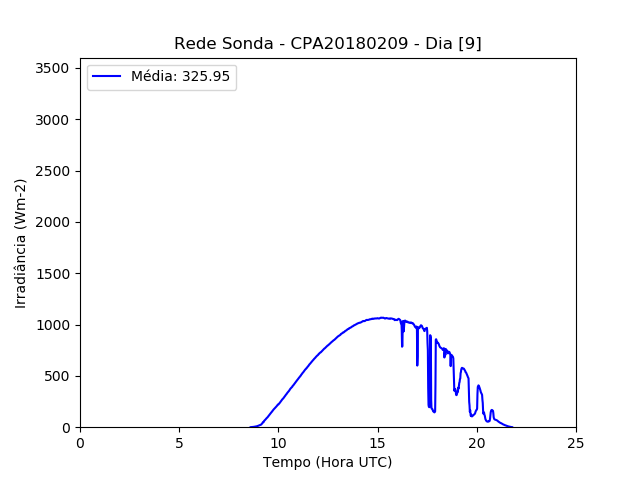 Rede Sonda - CPA20180209 - Dia [9]
Média: 325.95
Irradiância (Wm-2)
3500
3000
2500
2000
1500
1000
500
0
0 5 10 15 20 25
Tempo (Hora UTC)